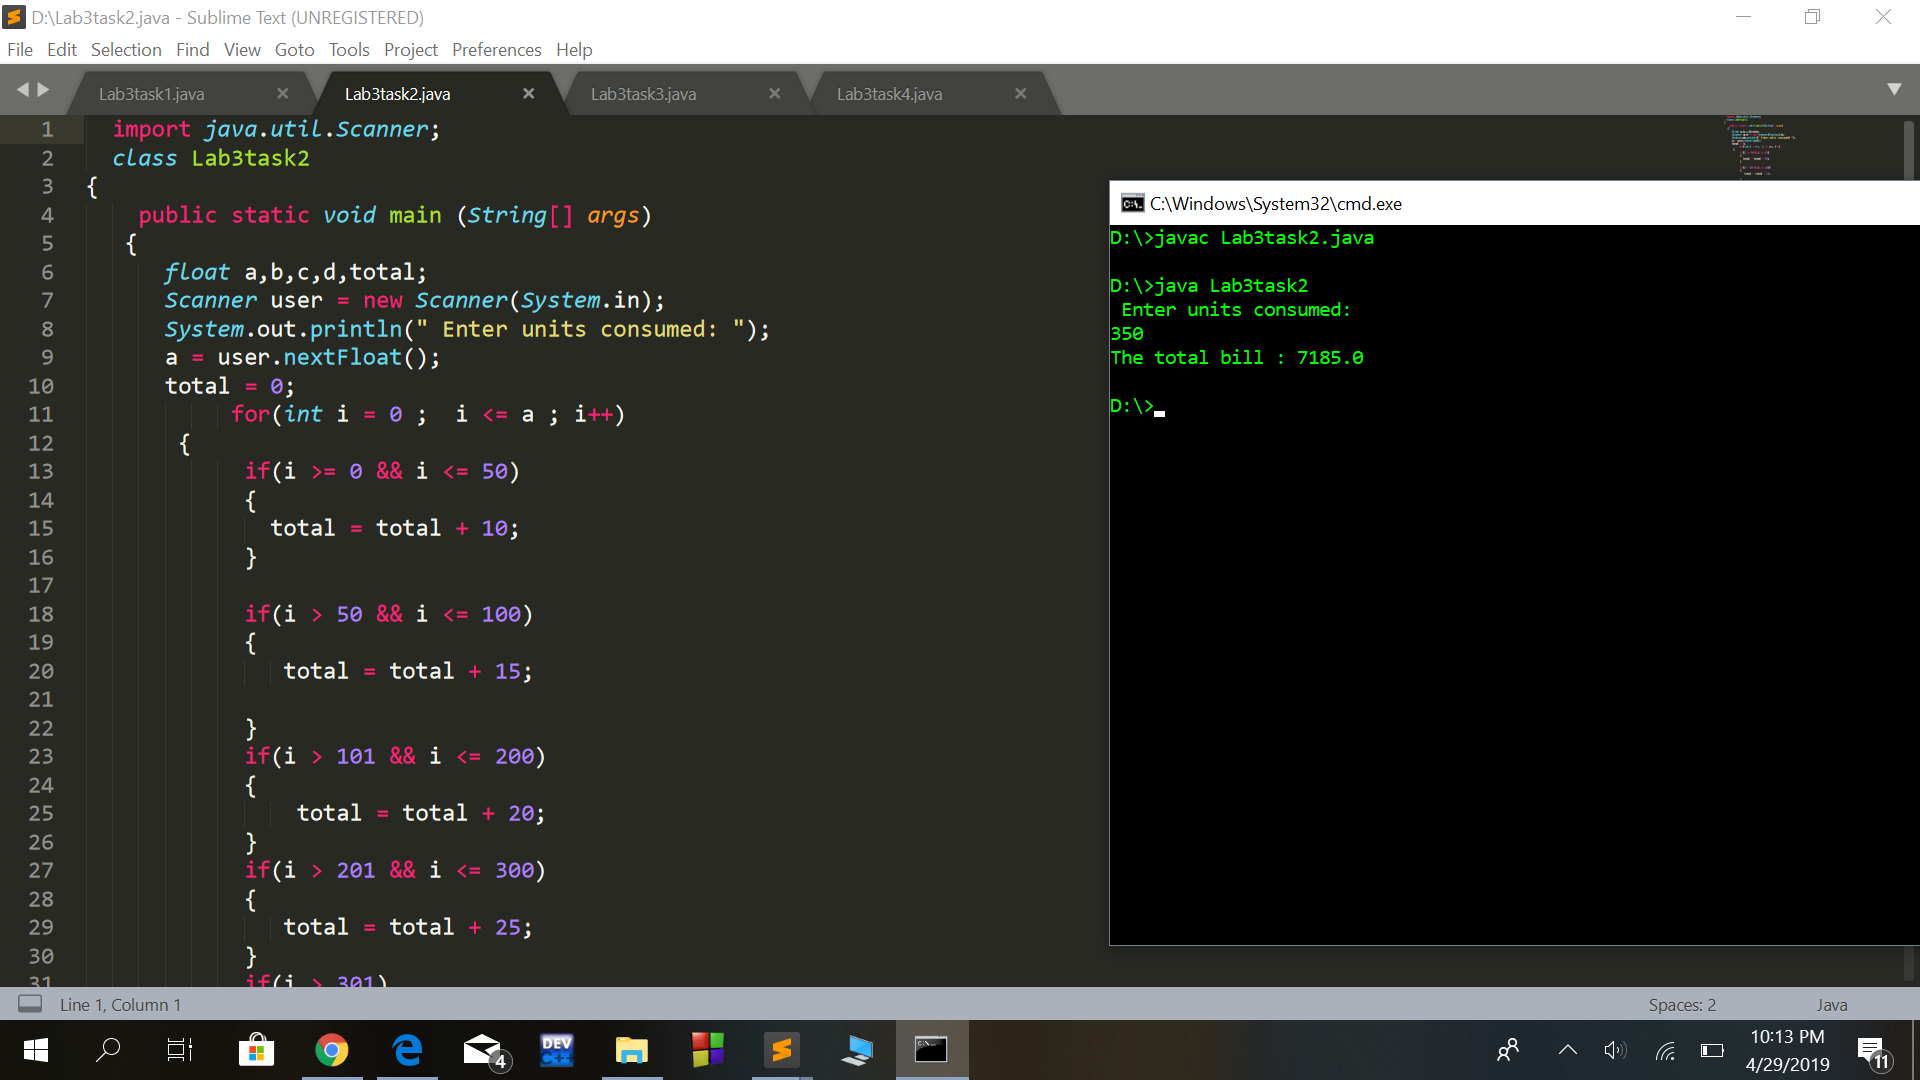 D:\Lab3task2.java - Sublime Text (UNREGISTERED)
File Edit Selection Find View Goto Tools Project Preferences Help
Lab3task1.java Lab3task2.java Lab3task3.java Lab3task4.java
1 import java.util.Scanner;
2 class Lab3task2
3 {
4 public static void main (String[] args)
5 {
6 float a,b,c,d,total;
7 Scanner user = new Scanner(System.in);
8 System.out.println(" Enter units consumed: ");
9 a = user.nextFloat();
10 total = 0;
11 for(int i = 0 ;  i <= a ; i++)
12 {
13 if(i >= 0 && i <= 50)
14 {
15 total = total + 10;
16 }
17
18 if(i > 50 && i <= 100)
19 {
20 total = total + 15;
21
22 }
23 if(i > 101 && i <= 200)
24 {
25 total = total + 20;
26 }
27 if(i > 201 && i <= 300)
28 {
29 total = total + 25;
30 }
31 if(i > 301)
C:\Windows\System32\cmd.exe
D:\>javac Lab3task2.java
D:\>java Lab3task2
Enter units consumed:
350
The total bill : 7185.0
D:\>
Line 1, Column 1
Spaces: 2
Java
4
DEV
C++
10:13 PM
4/29/2019
11